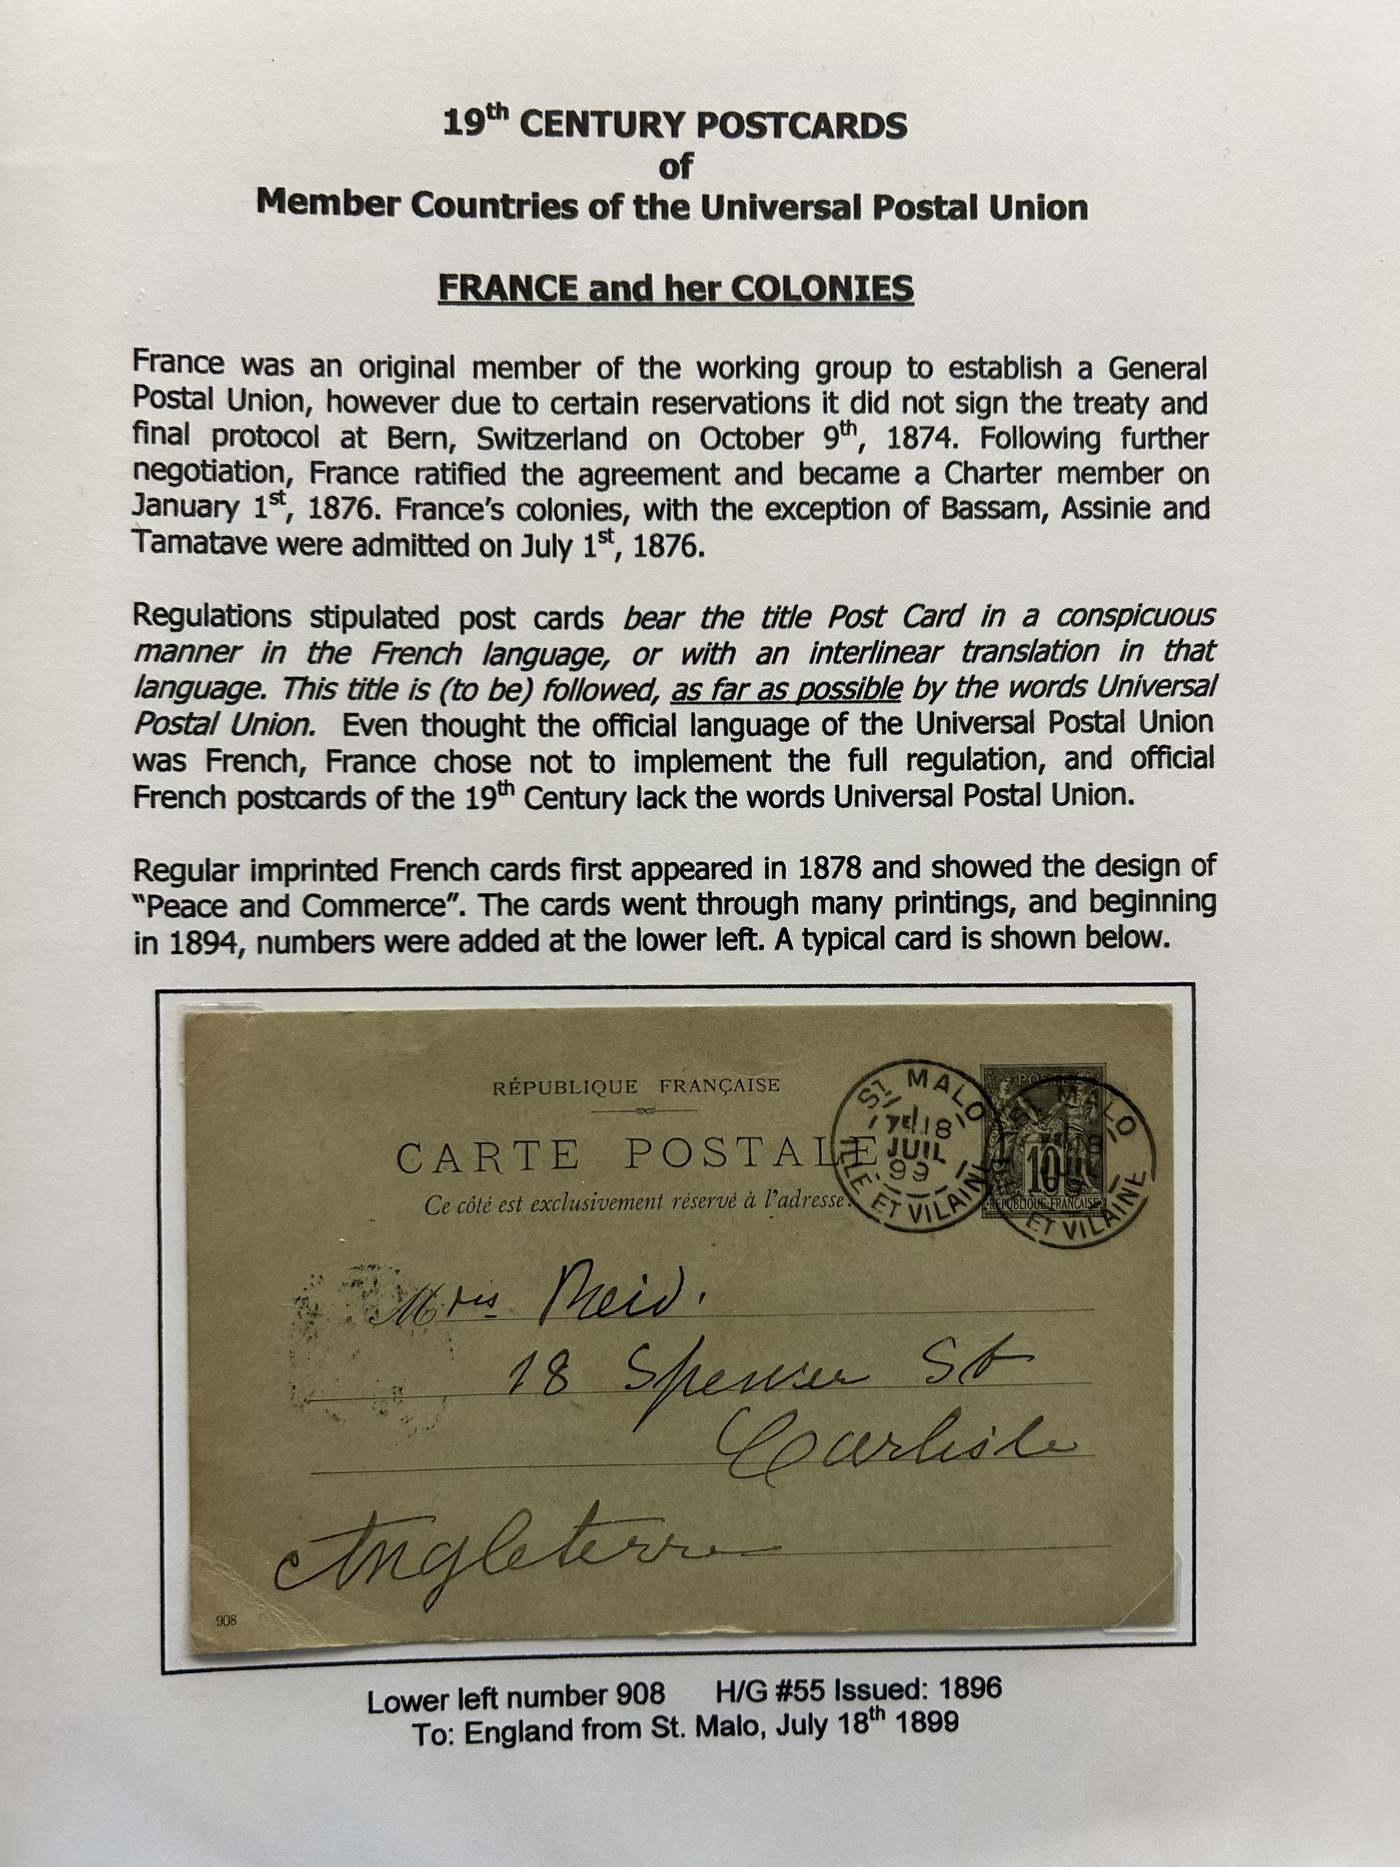 19th CENTURY POSTCARDS
of
Member Countries of the Universal Postal Union
FRANCE and her COLONIES
France was an original member of the working group to establish a General
Postal Union, however due to certain reservations it did not sign the treaty and
final protocol at Bern, Switzerland on October 9th, 1874. Following further
negotiation, France ratified the agreement and became a Charter member on
January 1st, 1876. France's colonies, with the exception of Bassam, Assinie and
Tamatave were admitted on July 1st, 1876.
Regulations stipulated post cards bear the title Post Card in a conspicuous
manner in the French language, or with an interlinear translation in that
language. This title is (to be) followed, as far as possible by the words Universal
Postal Union. Even thought the official language of the Universal Postal Union
was French, France chose not to implement the full regulation, and official
French postcards of the 19th Century lack the words Universal Postal Union.
Regular imprinted French cards first appeared in 1878 and showed the design of
“Peace and Commerce”. The cards went through many printings, and beginning
in 1894, numbers were added at the lower left. A typical card is shown below.
RÉPUBLIQUE FRANÇAISE
CARTE POSTALE
Ce côté est exclusivement réservé à l'adresse.
ST MALO
7E 18
JUIL
99
ILLE ET VILAINE
POSTES
10
REPUBLIQUE FRANÇAISE
MALO
18
ET VILAINE
Mrs Reid.
18 Spencer St
Carlisle
Angleterre
908
Lower left number 908 H/G #55 Issued: 1896
To: England from St. Malo, July 18th 1899